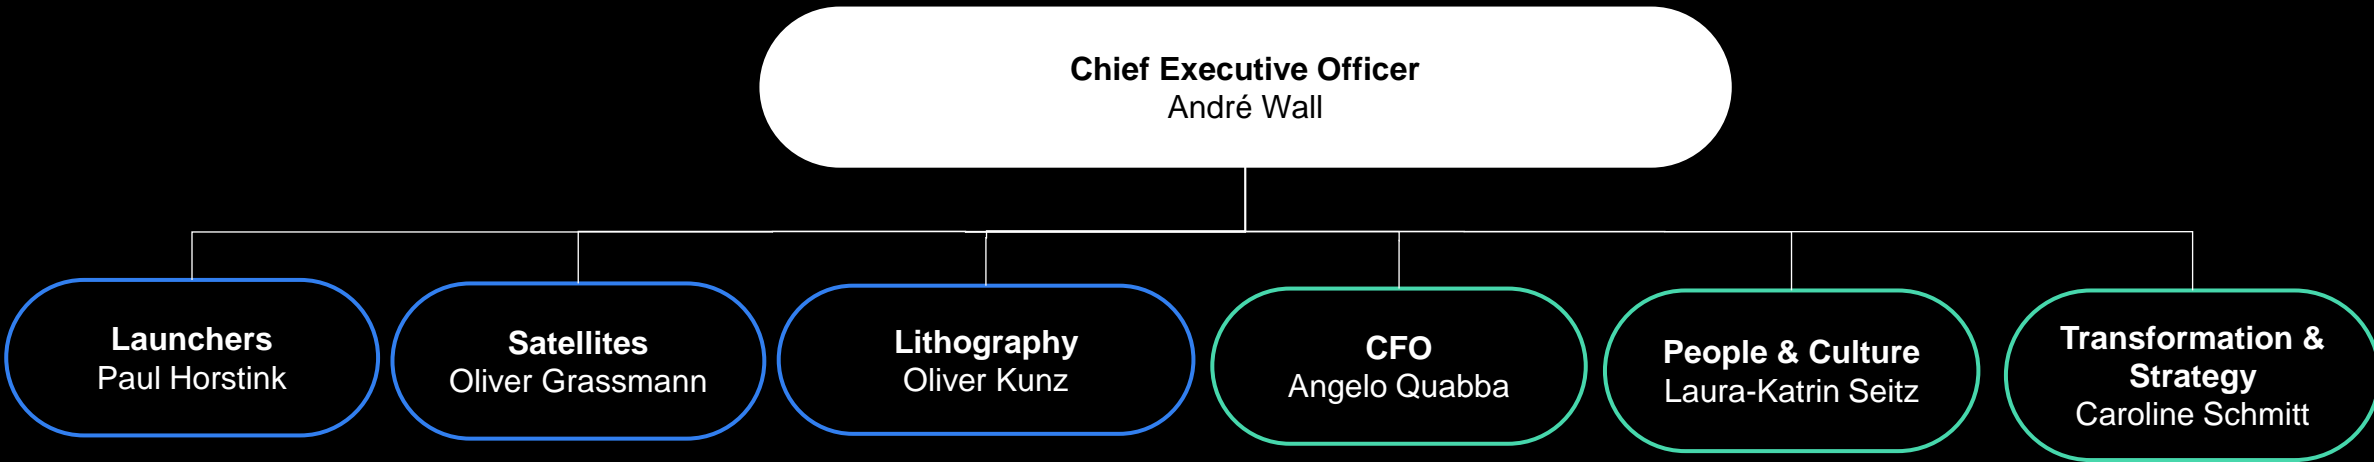 Chief Executive Officer
André Wall
Launchers
Paul Horstink
Satellites
Oliver Grassmann
Lithography
Oliver Kunz
CFO
Angelo Quabba
People & Culture
Laura-Katrin Seitz
Transformation &
Strategy
Caroline Schmitt